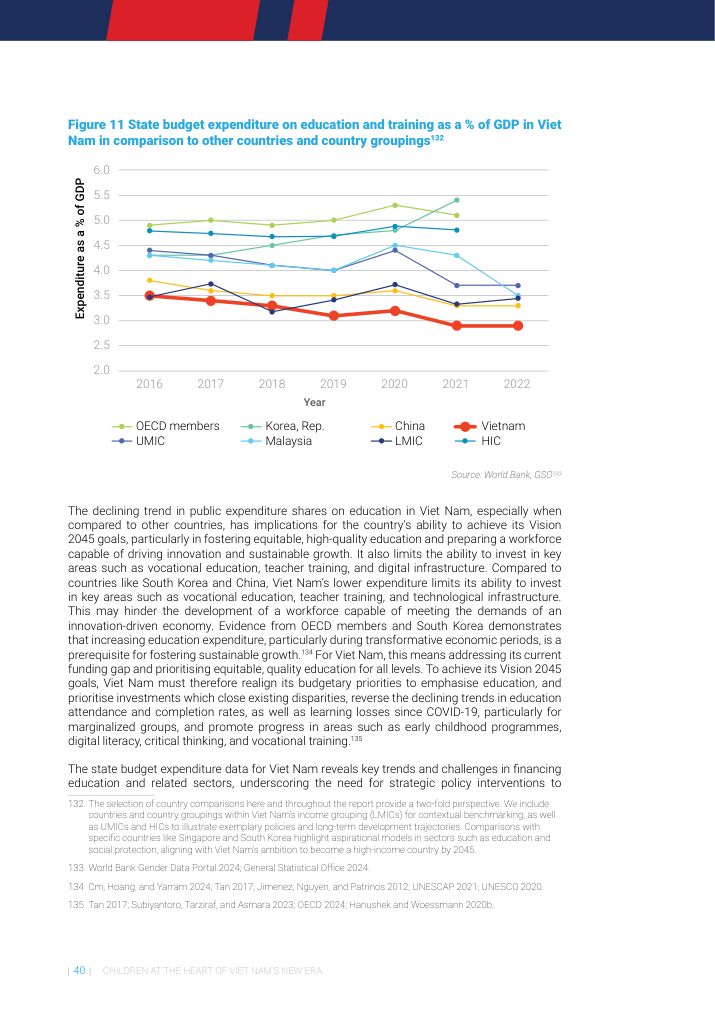 Figure 11 State budget expenditure on education and training as a % of GDP in Viet
Nam in comparison to other countries and country groupings132
Expenditure as a % of GDP
6.0
5.5
5.0
4.5
4.0
3.5
3.0
2.5
2.0
2016 2017 2018 2019 2020 2021 2022
Year
OECD members Korea, Rep. China Vietnam
UMIC Malaysia LMIC HIC
Source: World Bank, GSO133
The declining trend in public expenditure shares on education in Viet Nam, especially when
compared to other countries, has implications for the country's ability to achieve its Vision
2045 goals, particularly in fostering equitable, high-quality education and preparing a workforce
capable of driving innovation and sustainable growth. It also limits the ability to invest in key
areas such as vocational education, teacher training, and digital infrastructure. Compared to
countries like South Korea and China, Viet Nam's lower expenditure limits its ability to invest
in key areas such as vocational education, teacher training, and technological infrastructure.
This may hinder the development of a workforce capable of meeting the demands of an
innovation-driven economy. Evidence from OECD members and South Korea demonstrates
that increasing education expenditure, particularly during transformative economic periods, is a
prerequisite for fostering sustainable growth.134 For Viet Nam, this means addressing its current
funding gap and prioritising equitable, quality education for all levels. To achieve its Vision 2045
goals, Viet Nam must therefore realign its budgetary priorities to emphasise education, and
prioritise investments which close existing disparities, reverse the declining trends in education
attendance and completion rates, as well as learning losses since COVID-19, particularly for
marginalized groups, and promote progress in areas such as early childhood programmes,
digital literacy, critical thinking, and vocational training.135
The state budget expenditure data for Viet Nam reveals key trends and challenges in financing
education and related sectors, underscoring the need for strategic policy interventions to
132 The selection of country comparisons here and throughout the report provide a two-fold perspective. We include
countries and country groupings within Viet Nam's income grouping (LMICs) for contextual benchmarking, as well
as UMICs and HICs to illustrate exemplary policies and long-term development trajectories. Comparisons with
specific countries like Singapore and South Korea highlight aspirational models in sectors such as education and
social protection, aligning with Viet Nam's ambition to become a high-income country by 2045.
133 World Bank Gender Data Portal 2024; General Statistical Office 2024.
134 Cm, Hoang, and Yarram 2024; Tan 2017; Jimenez, Nguyen, and Patrinos 2012; UNESCAP 2021; UNESCO 2020.
135 Tan 2017; Subiyantoro, Tarziraf, and Asmara 2023; OECD 2024; Hanushek and Woessmann 2020b.
| 40 | CHILDREN AT THE HEART OF VIET NAM'S NEW ERA